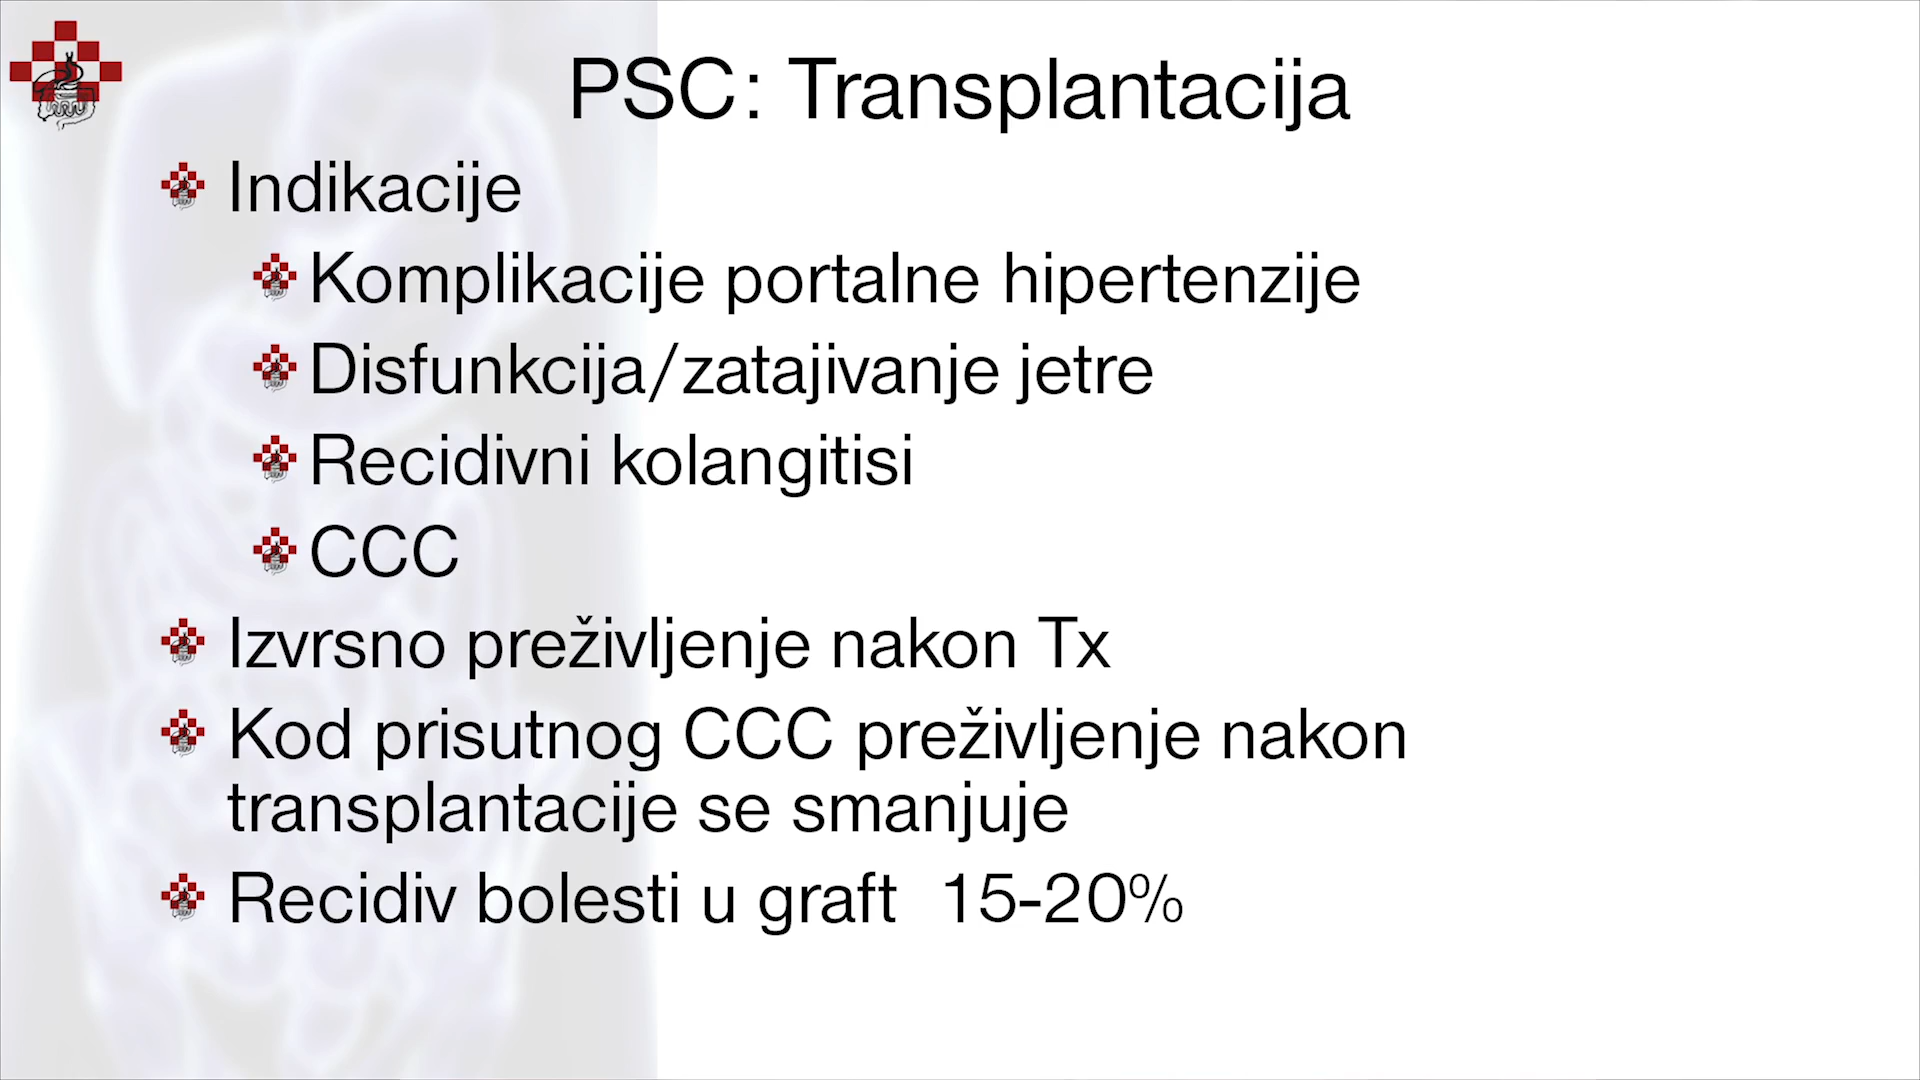 PSC: Transplantacija
Indikacije
Komplikacije portalne hipertenzije
Disfunkcija/zatajivanje jetre
Recidivni kolangitisi
CCC
Izvrsno preživljenje nakon Tx
Kod prisutnog CCC preživljenje nakon
transplantacije se smanjuje
Recidiv bolesti u graft  15-20%